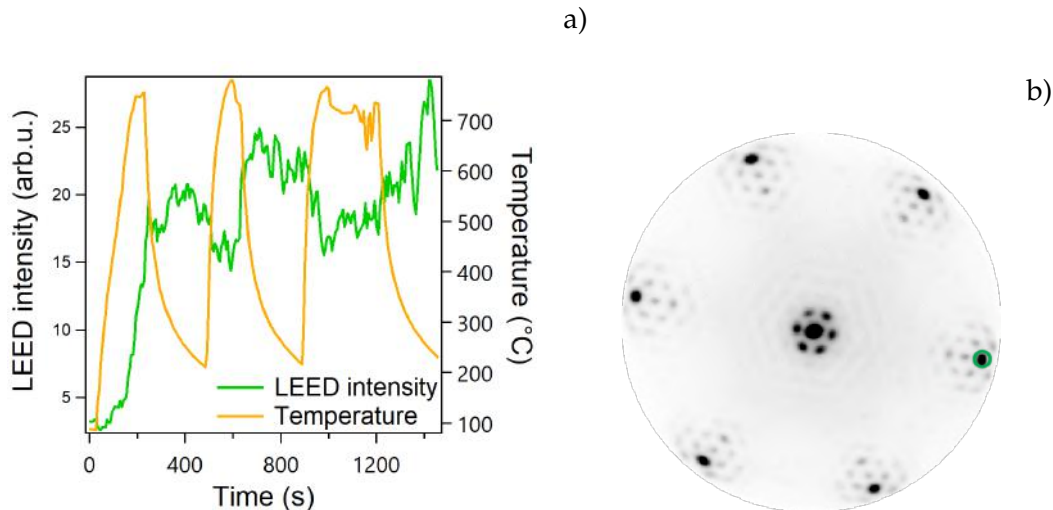 a)
b)
LEED intensity (arb.u.)
25
20
15
10
5
700
600
500
400
300
200
100
Temperature (°C)
LEED intensity
Temperature
0
400
800
1200
Time (s)